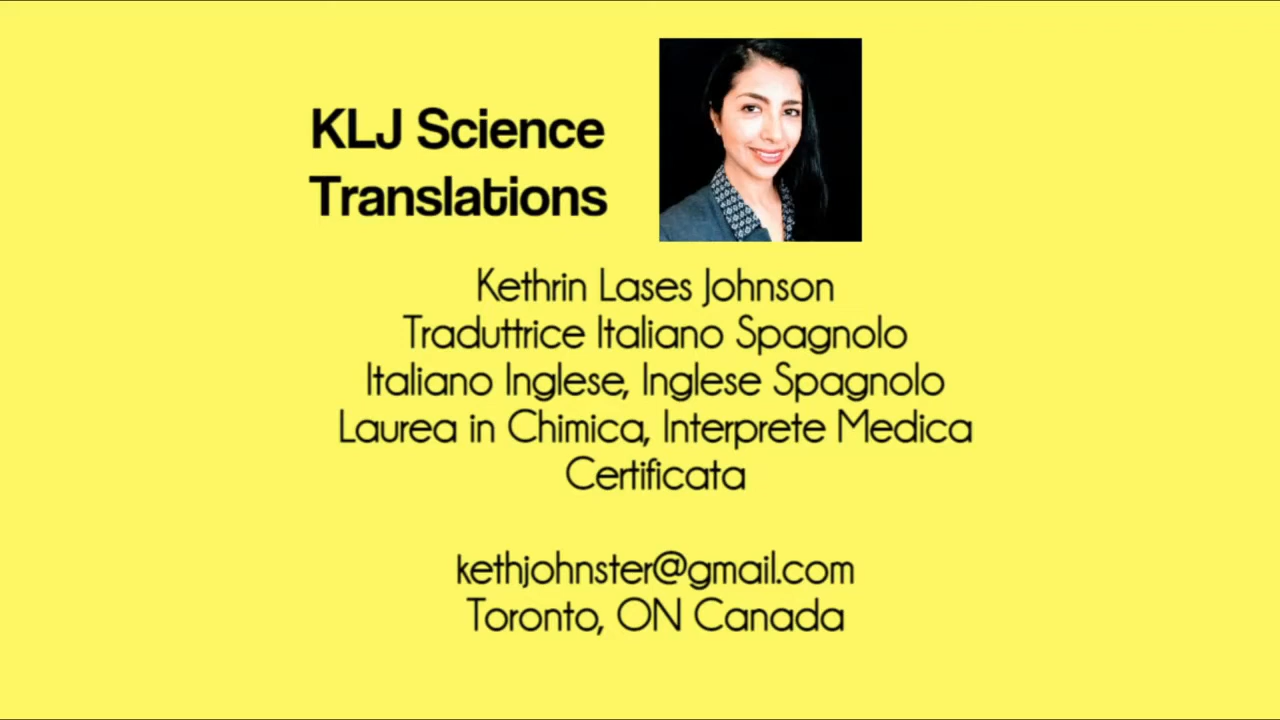 KLJ Science
Translations
Kethrin Lases Johnson
Traduttrice Italiano Spagnolo
Italiano Inglese, Inglese Spagnolo
Laurea in Chimica, Interprete Medica
Certificata
kethjohnster@gmail.com
Toronto, ON Canada